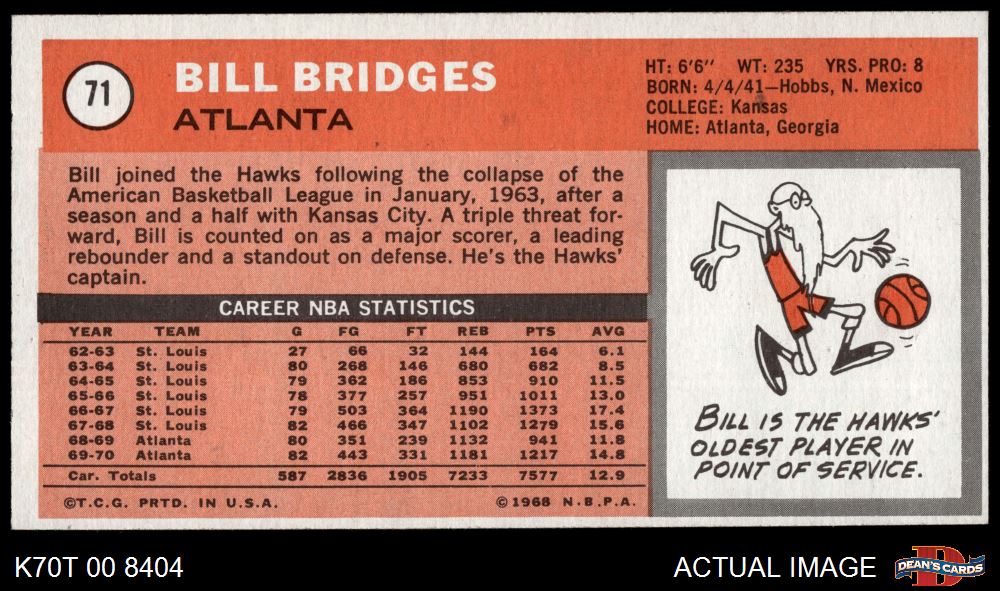 71
BILL BRIDGES
ATLANTA
HT: 6'6" WT: 235 YRS. PRO: 8
BORN: 4/4/41—Hobbs, N. Mexico
COLLEGE: Kansas
HOME: Atlanta, Georgia
Bill joined the Hawks following the collapse of the
American Basketball League in January, 1963, after a
season and a half with Kansas City. A triple threat for-
ward, Bill is counted on as a major scorer, a leading
rebounder and a standout on defense. He's the Hawks'
captain.
CAREER NBA STATISTICS
YEAR TEAM G FG FT REB PTS AVG
62-63 St. Louis 27 66 32 144 164 6.1
63-64 St. Louis 80 268 146 680 682 8.5
64-65 St. Louis 79 362 186 853 910 11.5
65-66 St. Louis 78 377 257 951 1011 13.0
66-67 St. Louis 79 503 364 1190 1373 17.4
67-68 St. Louis 82 466 347 1102 1279 15.6
68-69 Atlanta 80 351 239 1132 941 11.8
69-70 Atlanta 82 443 331 1181 1217 14.8
Car. Totals 587 2836 1905 7233 7577 12.9
©T.C.G. PRTD. IN U.S.A. ©1968 N.B.P.A.
BILL IS THE HAWKS'
OLDEST PLAYER IN
POINT OF SERVICE.
K70T 00 8404
ACTUAL IMAGE
D
DEAN'S CARDS